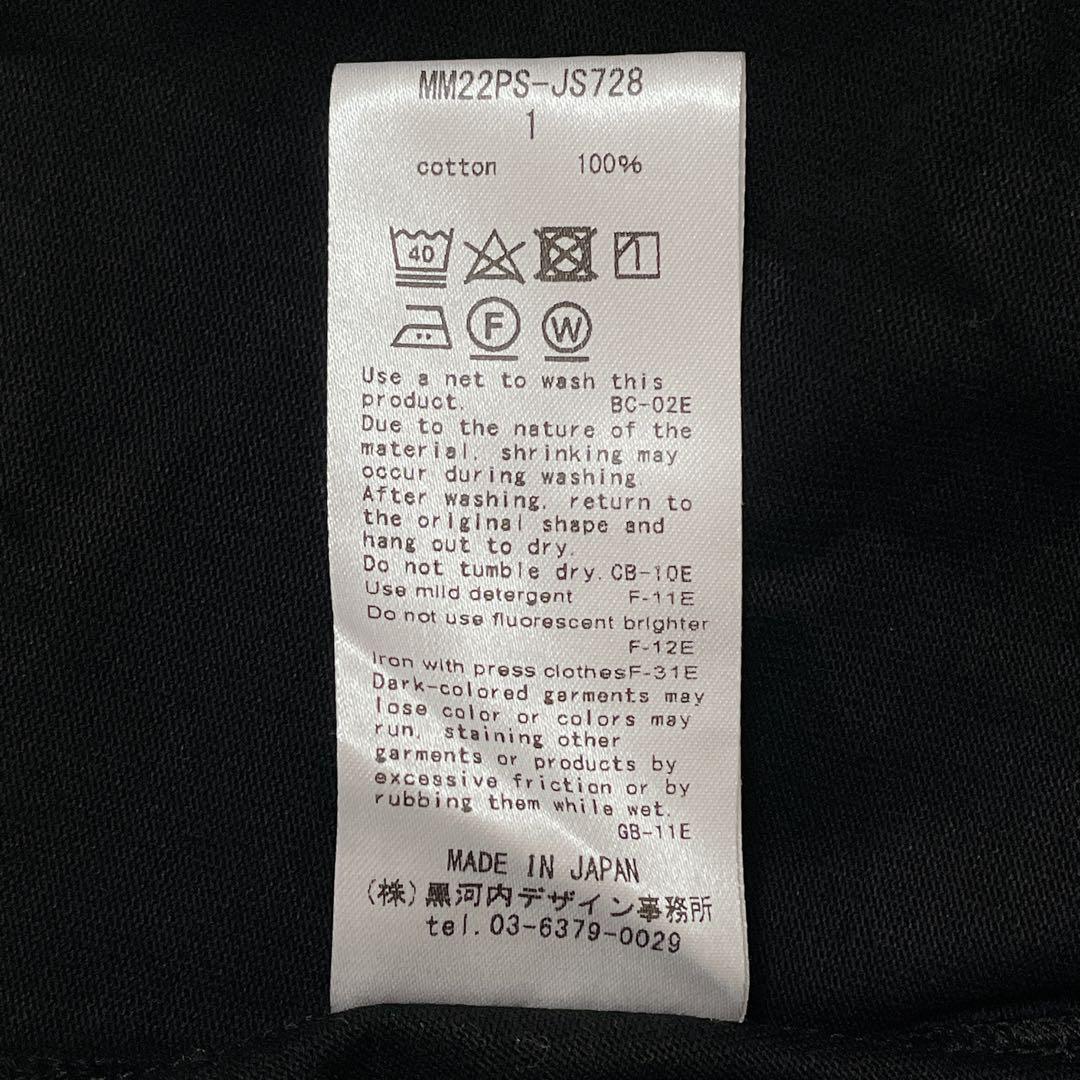 MM22PS-JS728
1
cotton 100%
40
F W
Use a net to wash this
product. BC-02E
Due to the nature of the
material, shrinking may
occur during washing
After washing, return to
the original shape and
hang out to dry.
Do not tumble dry. CB-10E
Use mild detergent F-11E
Do not use fluorescent brighter
F-12E
Iron with press clothesF-31E
Dark-colored garments may
lose color or colors may
run, staining other
garments or products by
excessive friction or by
rubbing them while wet.
GB-11E
MADE IN JAPAN
(株)黒河内デザイン事務所
tel.03-6379-0029